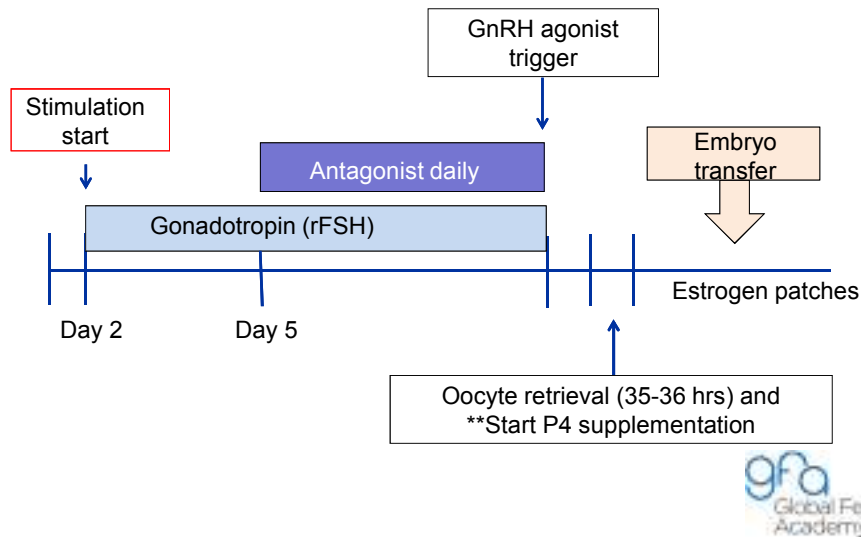 GnRH agonist
trigger
Stimulation
start
Antagonist daily
Embryo
transfer
Gonadotropin (rFSH)
Estrogen patches
Day 2
Day 5
Oocyte retrieval (35-36 hrs) and
**Start P4 supplementation
gfa
Global Fe
Academy